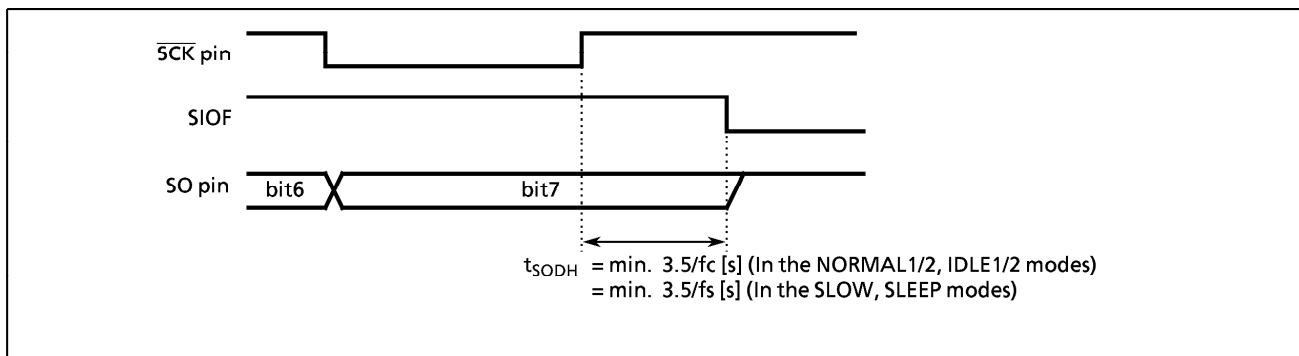 SCK pin
SIOF
SO pin
bit6
bit7
tSODH = min. 3.5/fc [s] (In the NORMAL1/2, IDLE1/2 modes)
= min. 3.5/fs [s] (In the SLOW, SLEEP modes)